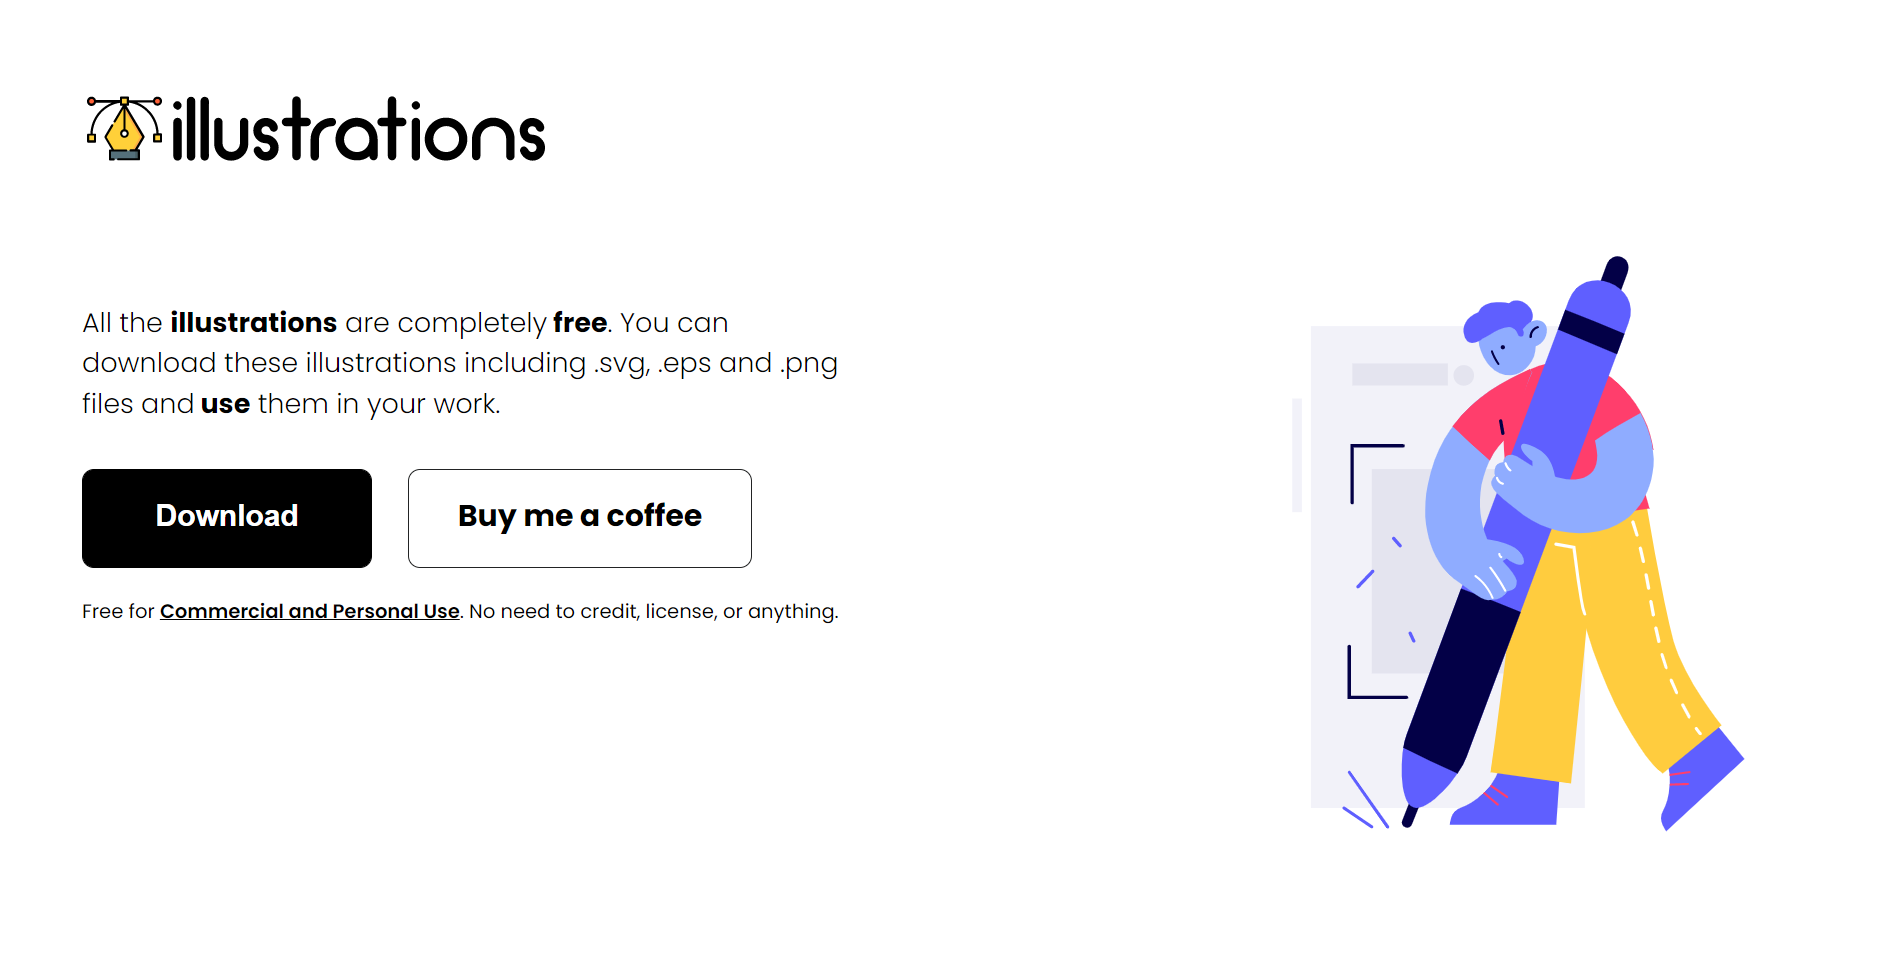 illustrations
All the illustrations are completely free. You can
download these illustrations including .svg, .eps and .png
files and use them in your work.
Download
Buy me a coffee
Free for Commercial and Personal Use. No need to credit, license, or anything.